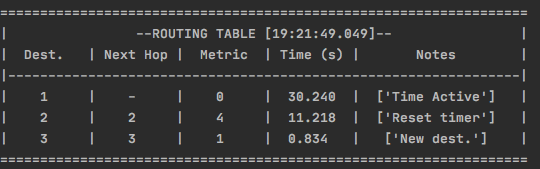 ================================================================
|                --ROUTING TABLE [19:21:49.049]--               |
|  Dest.   | Next Hop |  Metric  | Time (s) |       Notes        |
|---------------------------------------------------------------|
|    1     |    -     |    0     |  30.240  |  ['Time Active']   |
|    2     |    2     |    4     |  11.218  |  ['Reset timer']   |
|    3     |    3     |    1     |  0.834   |   ['New dest.']    |
================================================================